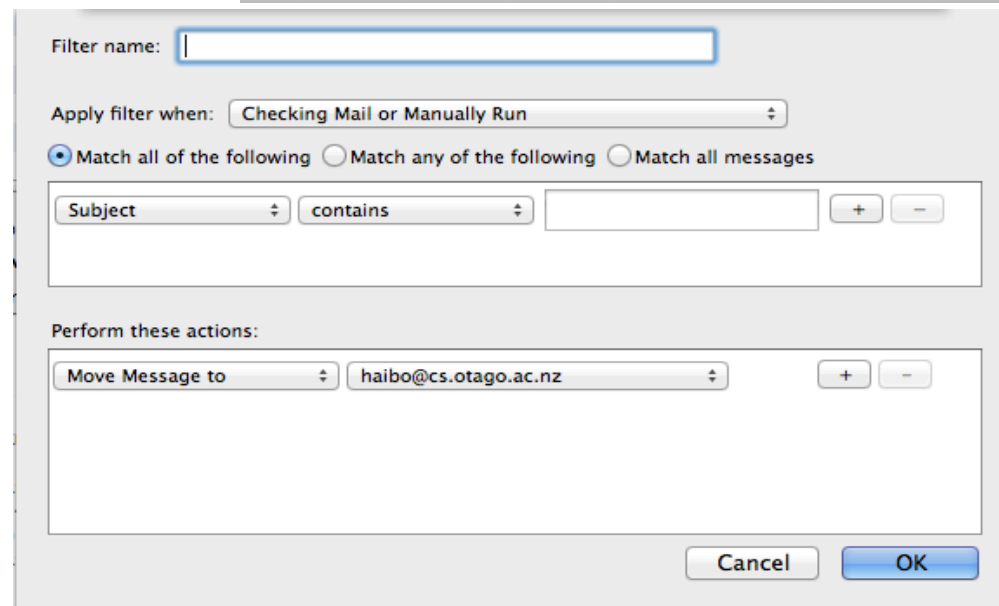 Filter name:
Apply filter when: Checking Mail or Manually Run
Match all of the following Match any of the following Match all messages
Subject contains + −
Perform these actions:
Move Message to haibo@cs.otago.ac.nz + −
Cancel OK